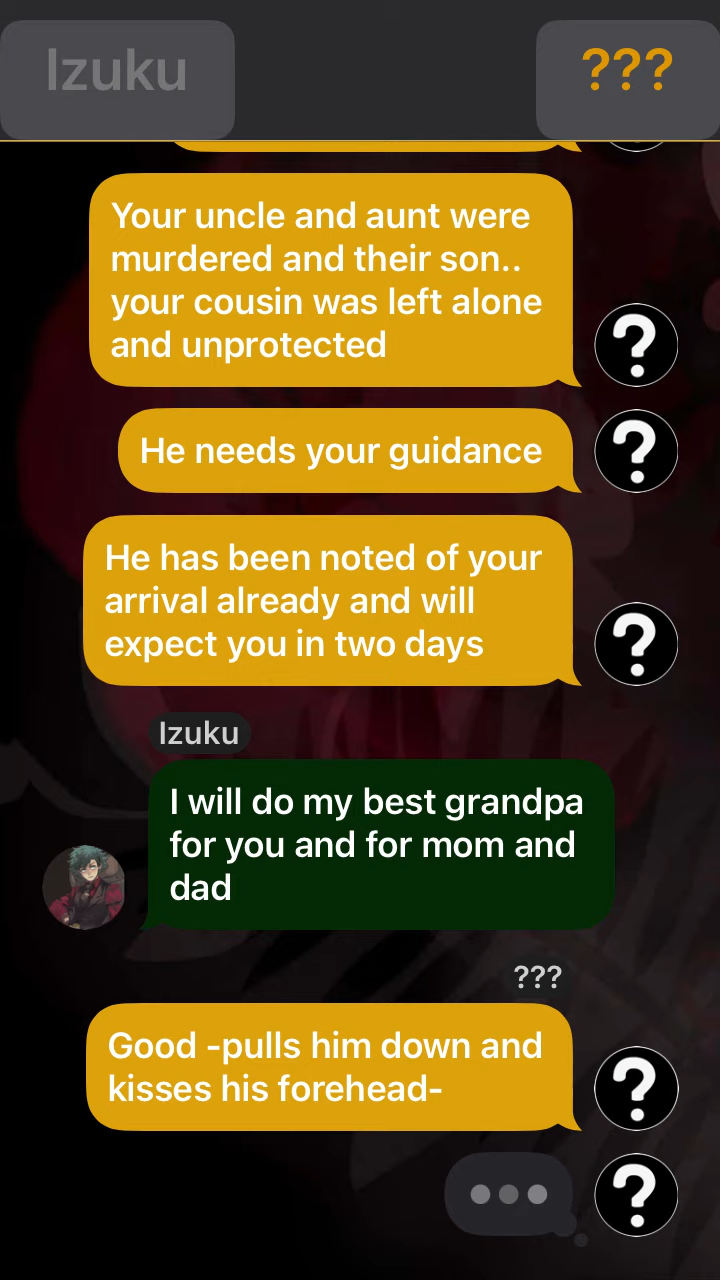 Izuku
???
Your uncle and aunt were
murdered and their son..
your cousin was left alone
and unprotected
?
He needs your guidance
?
He has been noted of your
arrival already and will
expect you in two days
?
Izuku
I will do my best grandpa
for you and for mom and
dad
???
Good -pulls him down and
kisses his forehead-
?
?